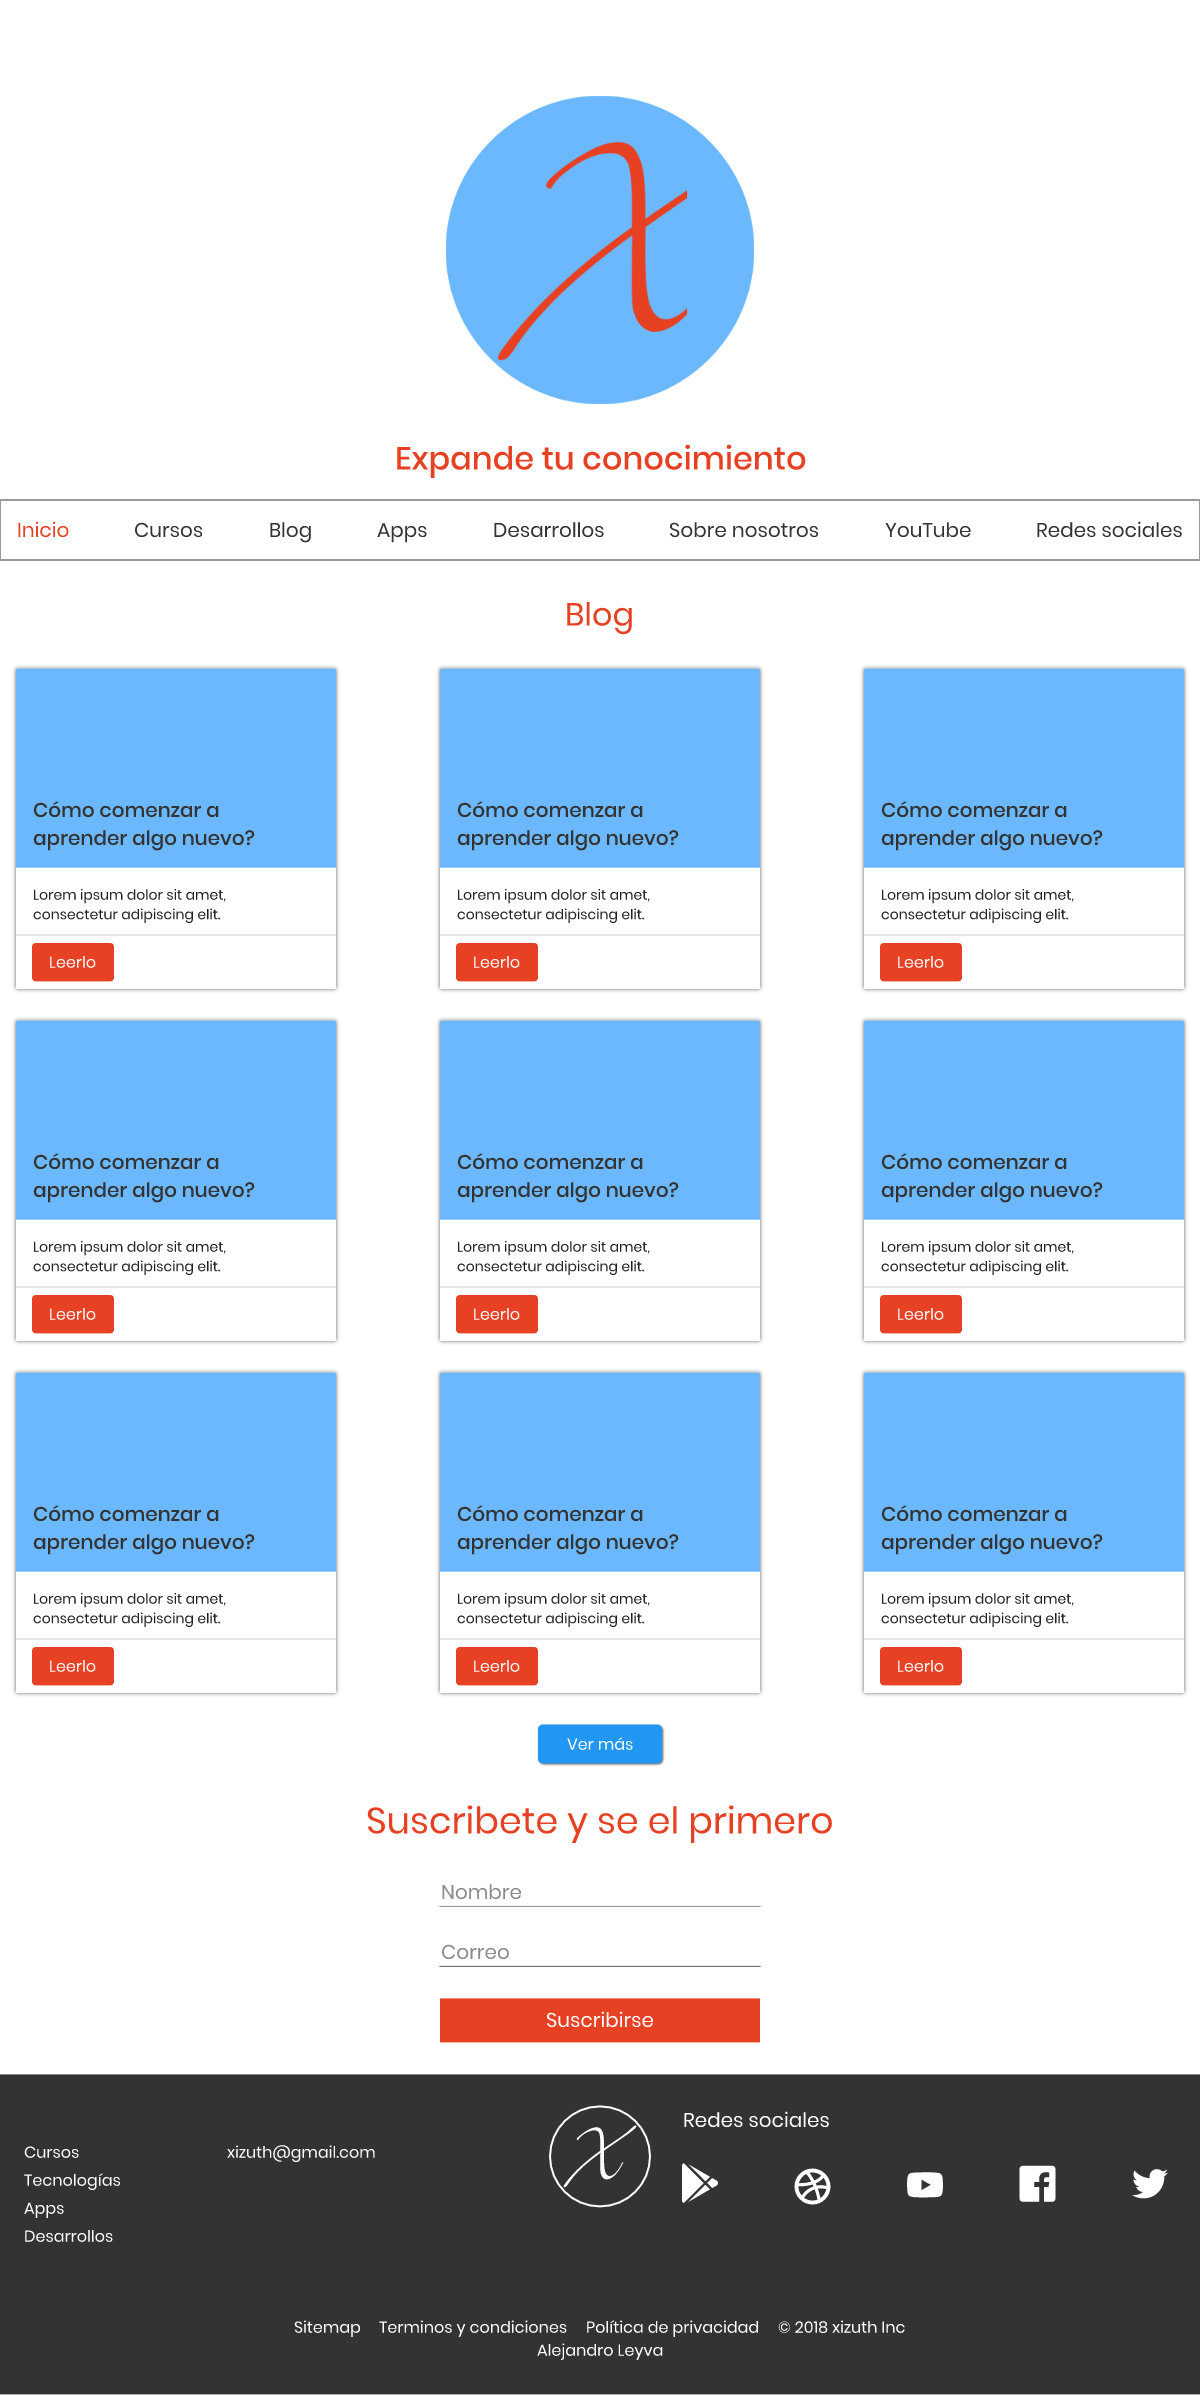 X
Expande tu conocimiento
Inicio Cursos Blog Apps Desarrollos Sobre nosotros YouTube Redes sociales
Blog
Cómo comenzar a
aprender algo nuevo?
Lorem ipsum dolor sit amet,
consectetur adipiscing elit.
Leerlo
Cómo comenzar a
aprender algo nuevo?
Lorem ipsum dolor sit amet,
consectetur adipiscing elit.
Leerlo
Cómo comenzar a
aprender algo nuevo?
Lorem ipsum dolor sit amet,
consectetur adipiscing elit.
Leerlo
Cómo comenzar a
aprender algo nuevo?
Lorem ipsum dolor sit amet,
consectetur adipiscing elit.
Leerlo
Cómo comenzar a
aprender algo nuevo?
Lorem ipsum dolor sit amet,
consectetur adipiscing elit.
Leerlo
Cómo comenzar a
aprender algo nuevo?
Lorem ipsum dolor sit amet,
consectetur adipiscing elit.
Leerlo
Cómo comenzar a
aprender algo nuevo?
Lorem ipsum dolor sit amet,
consectetur adipiscing elit.
Leerlo
Cómo comenzar a
aprender algo nuevo?
Lorem ipsum dolor sit amet,
consectetur adipiscing elit.
Leerlo
Cómo comenzar a
aprender algo nuevo?
Lorem ipsum dolor sit amet,
consectetur adipiscing elit.
Leerlo
Ver más
Suscribete y se el primero
Nombre
Correo
Suscribirse
Cursos
Tecnologías
Apps
Desarrollos
xizuth@gmail.com
X
Redes sociales
Sitemap Terminos y condiciones Política de privacidad © 2018 xizuth Inc
Alejandro Leyva